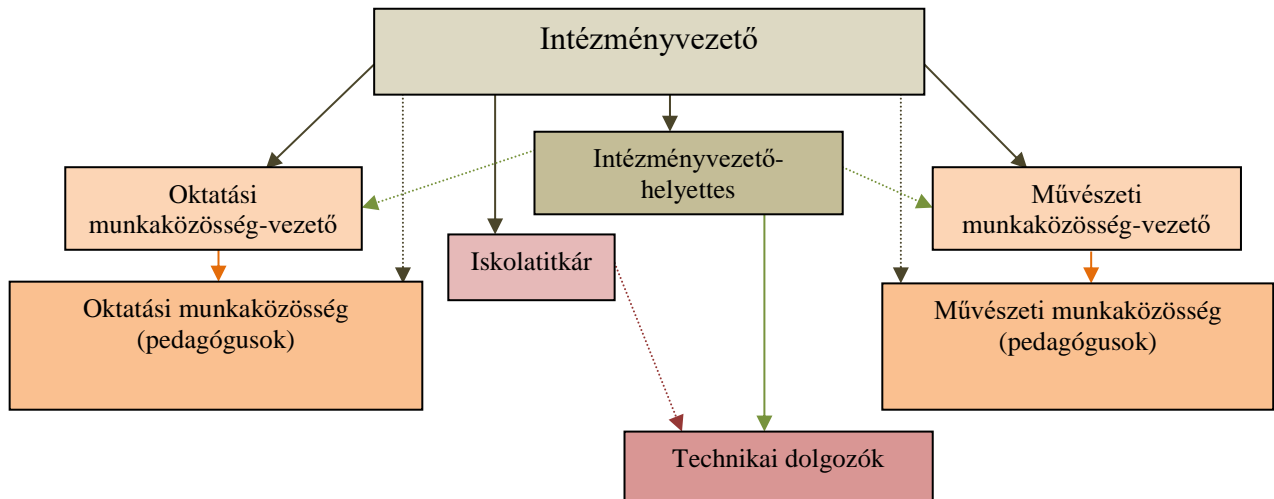 Intézményvezető
Intézményvezető-
helyettes
Oktatási
munkaközösség-vezető
Művészeti
munkaközösség-vezető
Iskolatitkár
Oktatási munkaközösség
(pedagógusok)
Művészeti munkaközösség
(pedagógusok)
Technikai dolgozók